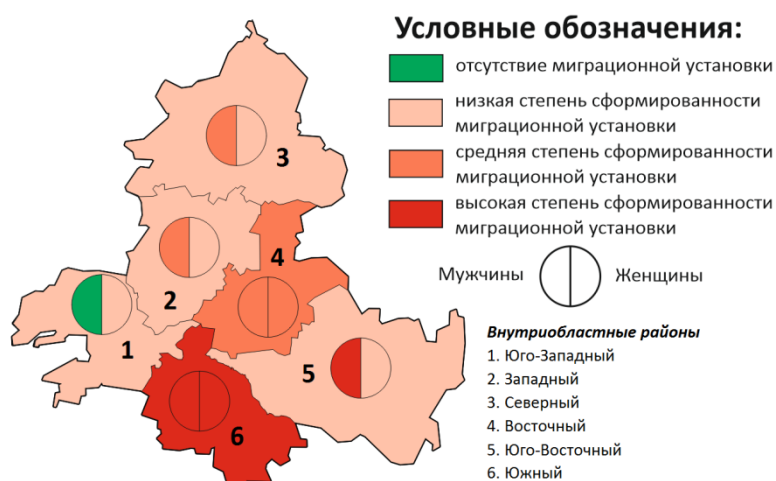 Условные обозначения:
отсутствие миграционной установки
низкая степень сформированности
миграционной установки
средняя степень сформированности
миграционной установки
высокая степень сформированности
миграционной установки
Мужчины
Женщины
Внутриобластные районы
1. Юго-Западный
2. Западный
3. Северный
4. Восточный
5. Юго-Восточный
6. Южный
3
4
2
1
5
6